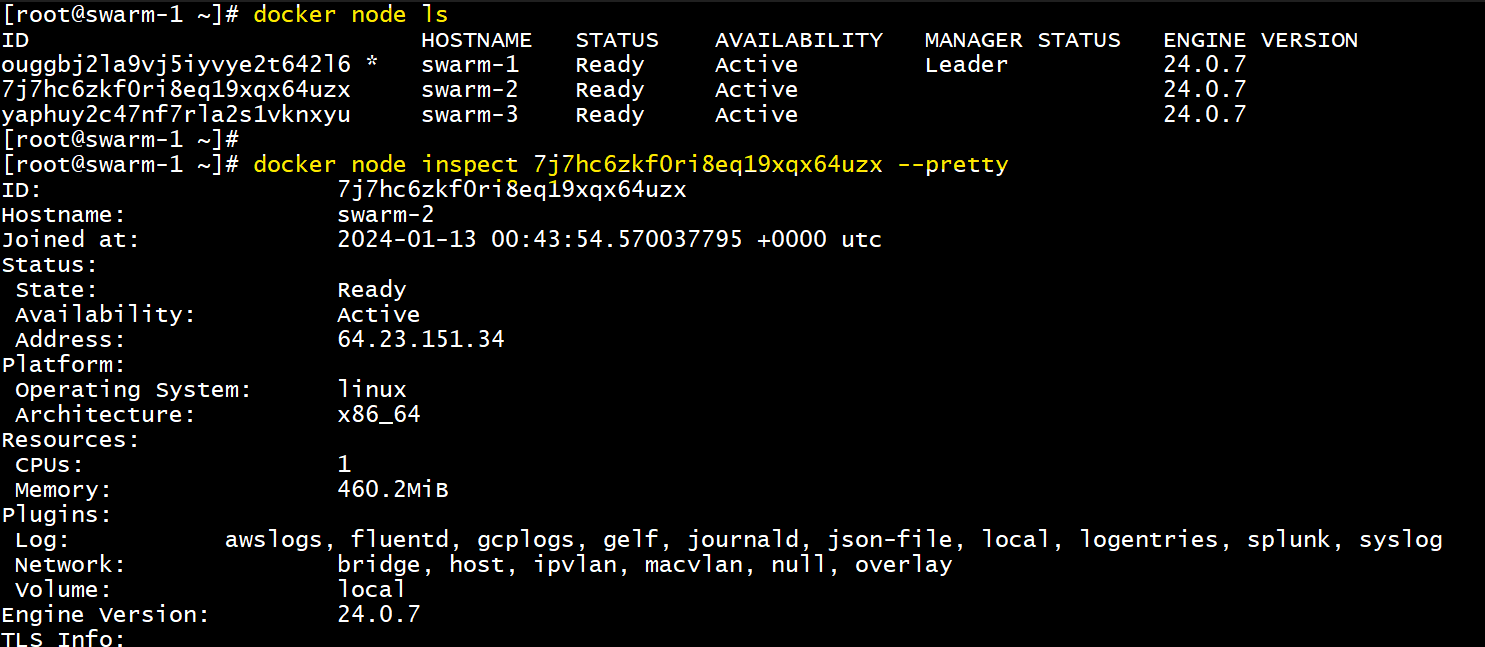 [root@swarm-1 ~]# docker node ls
ID HOSTNAME STATUS AVAILABILITY MANAGER STATUS ENGINE VERSION
ouggbj2la9vj5iyvye2t642l6 * swarm-1 Ready Active Leader 24.0.7
7j7hc6zkf0ri8eq19xqx64uzx swarm-2 Ready Active 24.0.7
yaphuy2c47nf7rla2s1vknxyu swarm-3 Ready Active 24.0.7
[root@swarm-1 ~]#
[root@swarm-1 ~]# docker node inspect 7j7hc6zkf0ri8eq19xqx64uzx --pretty
ID: 7j7hc6zkf0ri8eq19xqx64uzx
Hostname: swarm-2
Joined at: 2024-01-13 00:43:54.570037795 +0000 utc
Status:
State: Ready
Availability: Active
Address: 64.23.151.34
Platform:
Operating System: linux
Architecture: x86_64
Resources:
CPUs: 1
Memory: 460.2MiB
Plugins:
Log: awslogs, fluentd, gcplogs, gelf, journald, json-file, local, logentries, splunk, syslog
Network: bridge, host, ipvlan, macvlan, null, overlay
Volume: local
Engine Version: 24.0.7
TLS Info: